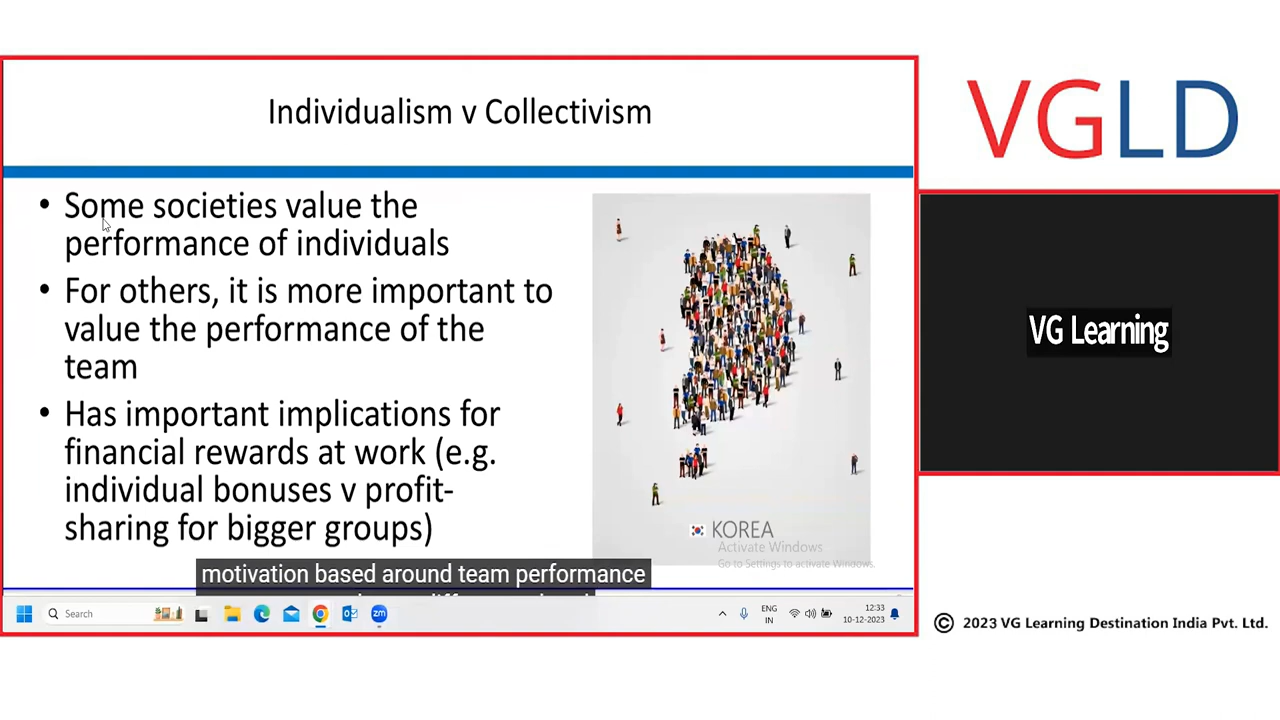 Individualism v Collectivism
• Some societies value the
performance of individuals
• For others, it is more important to
value the performance of the
team
• Has important implications for
financial rewards at work (e.g.
individual bonuses v profit-
sharing for bigger groups)
KOREA
Activate Windows
Go to Settings to activate Windows.
motivation based around team performance
Search
zm
ENG
IN
12:33
10-12-2023
VGLD
VG Learning
© 2023 VG Learning Destination India Pvt. Ltd.